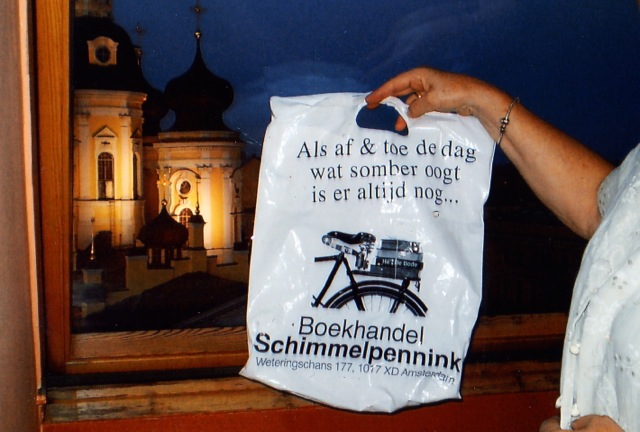 Als af & toe de dag
wat somber oogt
is er altijd nog...
Boekhandel
Schimmelpennink
Weteringschans 177, 1017 XD Amsterdam